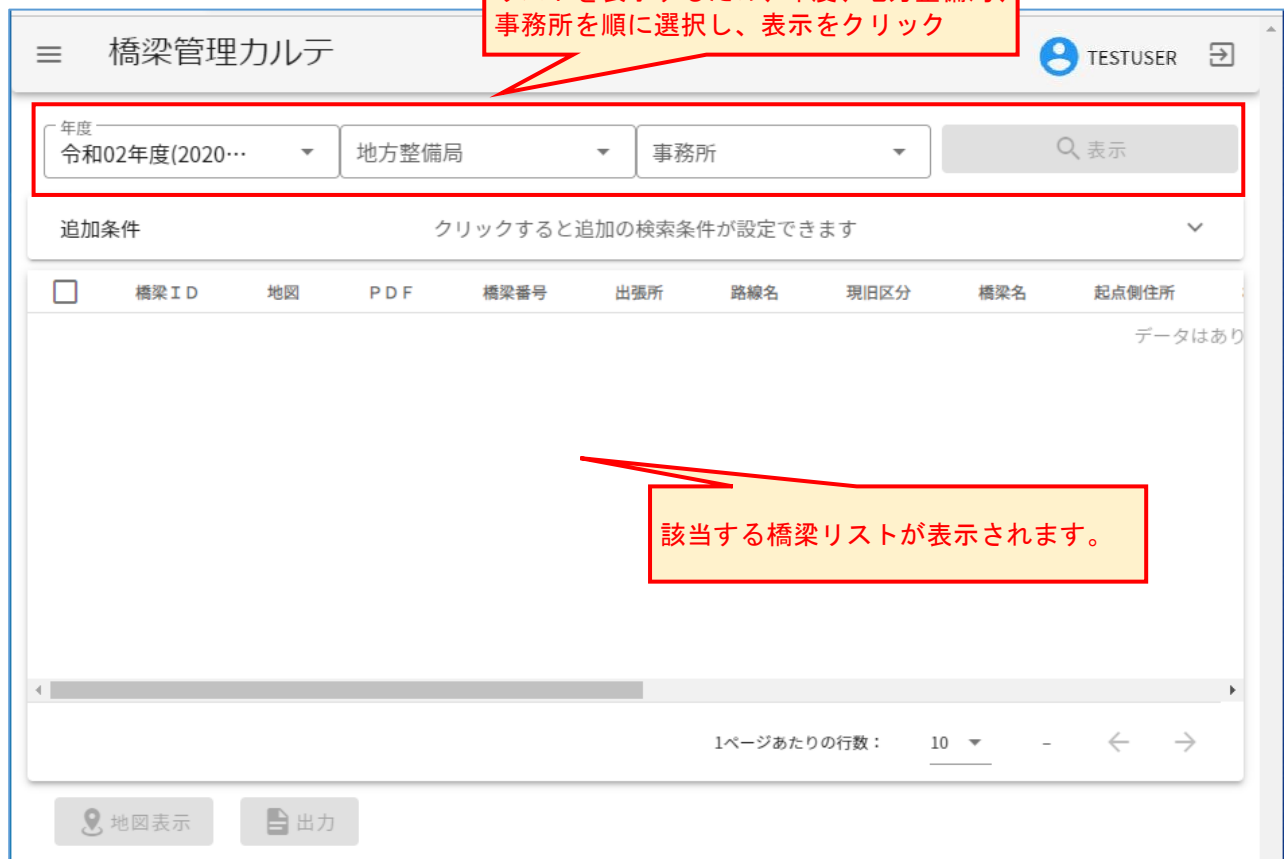 事務所を順に選択し、表示をクリック
橋梁管理カルテ
TESTUSER
年度
令和02年度(2020…
地方整備局
事務所
表示
追加条件
クリックすると追加の検索条件が設定できます
橋梁ＩＤ 地図 ＰＤＦ 橋梁番号 出張所 路線名 現旧区分 橋梁名 起点側住所
データはあり
該当する橋梁リストが表示されます。
1ページあたりの行数： 10 –
地図表示
出力